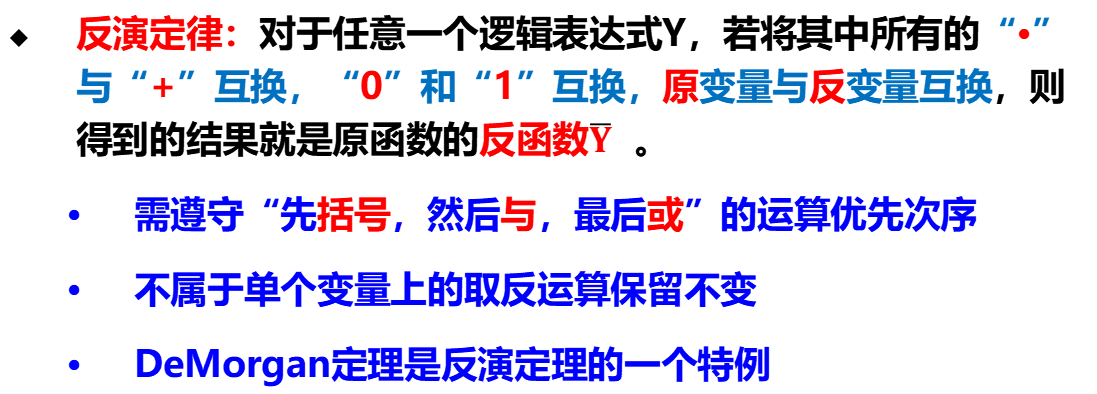 ◆ 反演定律：对于任意一个逻辑表达式Y，若将其中所有的“•”
与“+”互换，“0”和“1”互换，原变量与反变量互换，则
得到的结果就是原函数的反函数Y̅ 。
• 需遵守“先括号，然后与，最后或”的运算优先次序
• 不属于单个变量上的取反运算保留不变
• DeMorgan定理是反演定理的一个特例